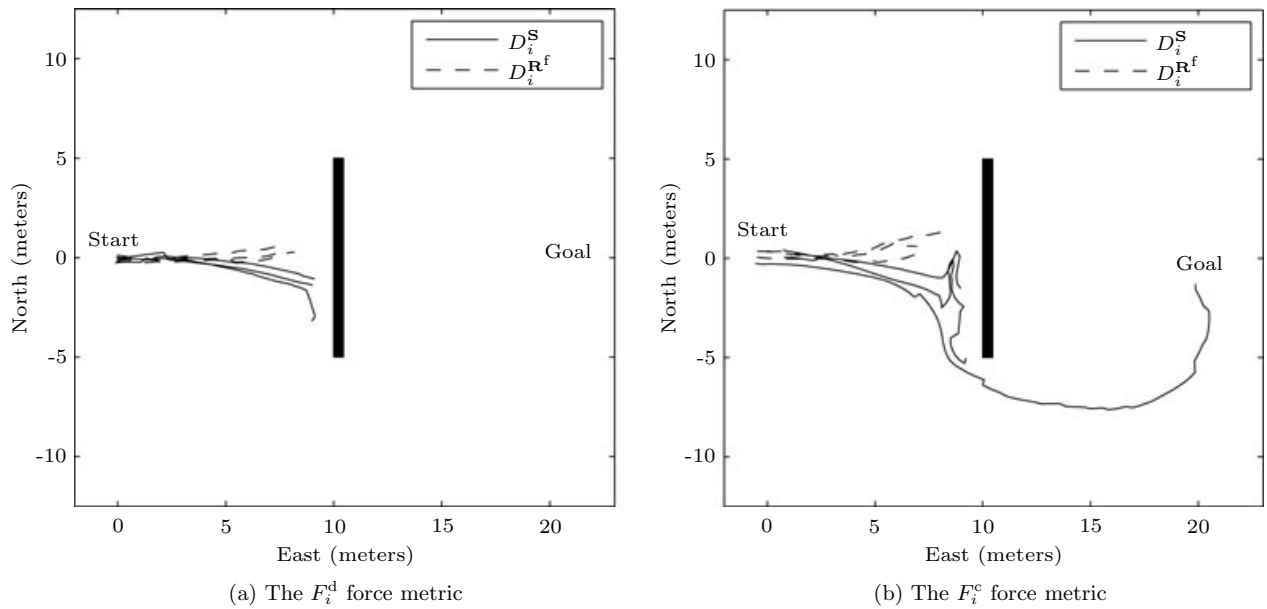 10
5
0
-5
-10
North (meters)
0
5
10
15
20
East (meters)
D_i^S
D_i^{R^f}
Start
Goal
(a) The F_i^d force metric
10
5
0
-5
-10
North (meters)
0
5
10
15
20
East (meters)
D_i^S
D_i^{R^f}
Start
Goal
(b) The F_i^c force metric